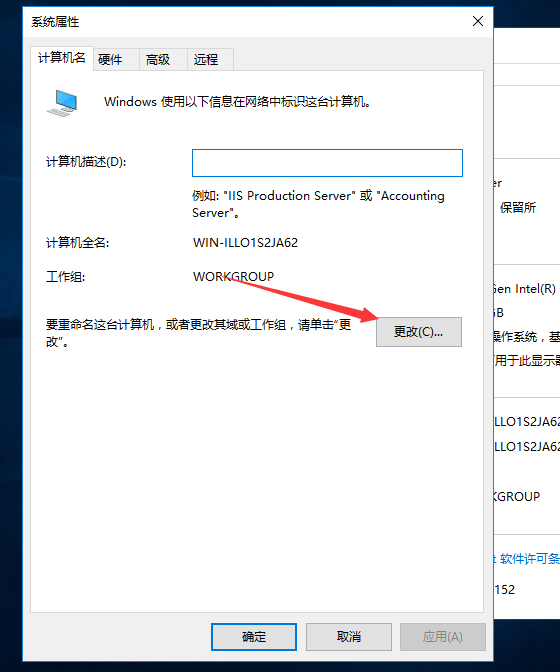 系统属性
计算机名 硬件 高级 远程
Windows 使用以下信息在网络中标识这台计算机。
计算机描述(D):
例如: "IIS Production Server" 或 "Accounting
Server"。
计算机全名: WIN-ILLO1S2JA62
工作组: WORKGROUP
要重命名这台计算机，或者更改其域或工作组，请单击"更
改"。
更改(C)...
确定 取消 应用(A)
er
保留所
Gen Intel(R)
GB
操作系统，基
可用于此显示器
ILLO1S2JA62
ILLO1S2JA62
KGROUP
t 软件许可条
152